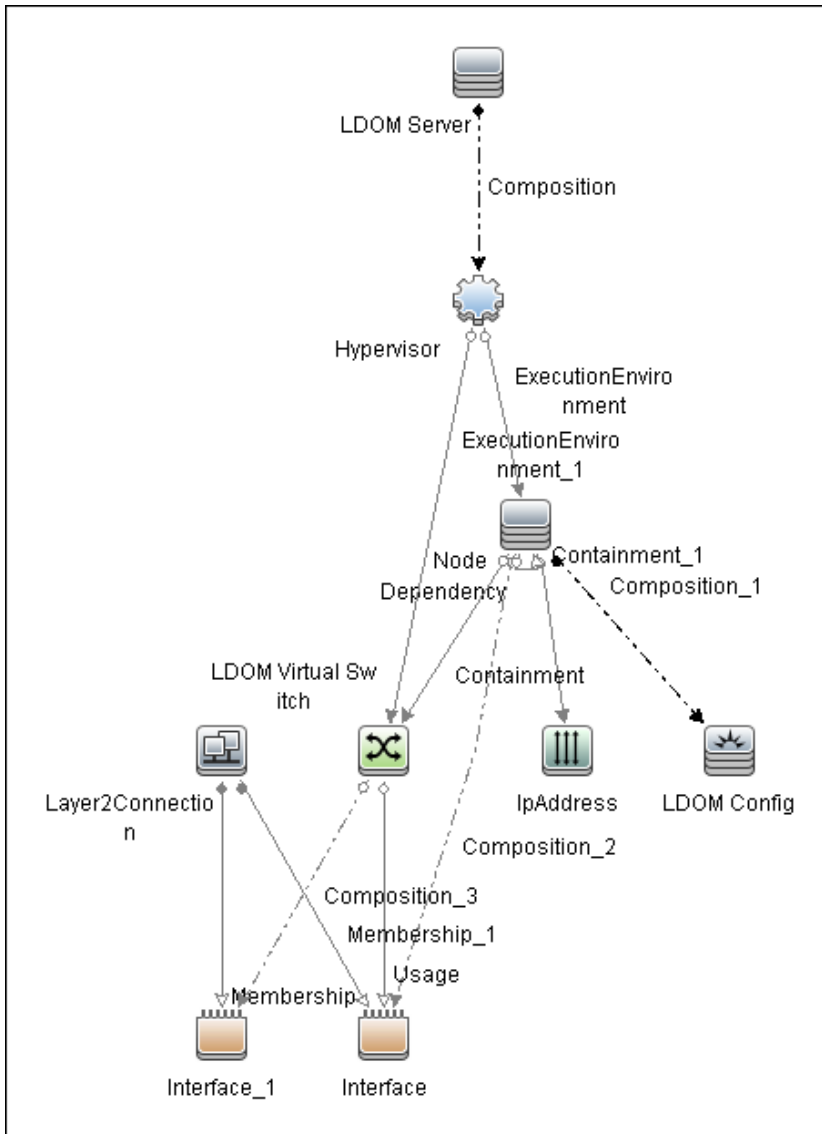 LDOM Server
Composition
Hypervisor
ExecutionEnviro
nment
ExecutionEnviro
nment_1
Node
Containment_1
Dependency
Composition_1
LDOM Virtual Sw
itch
Containment
Layer2Connectio
n
IpAddress
LDOM Config
Composition_2
Composition_3
Membership_1
Usage
Membership
Interface_1
Interface